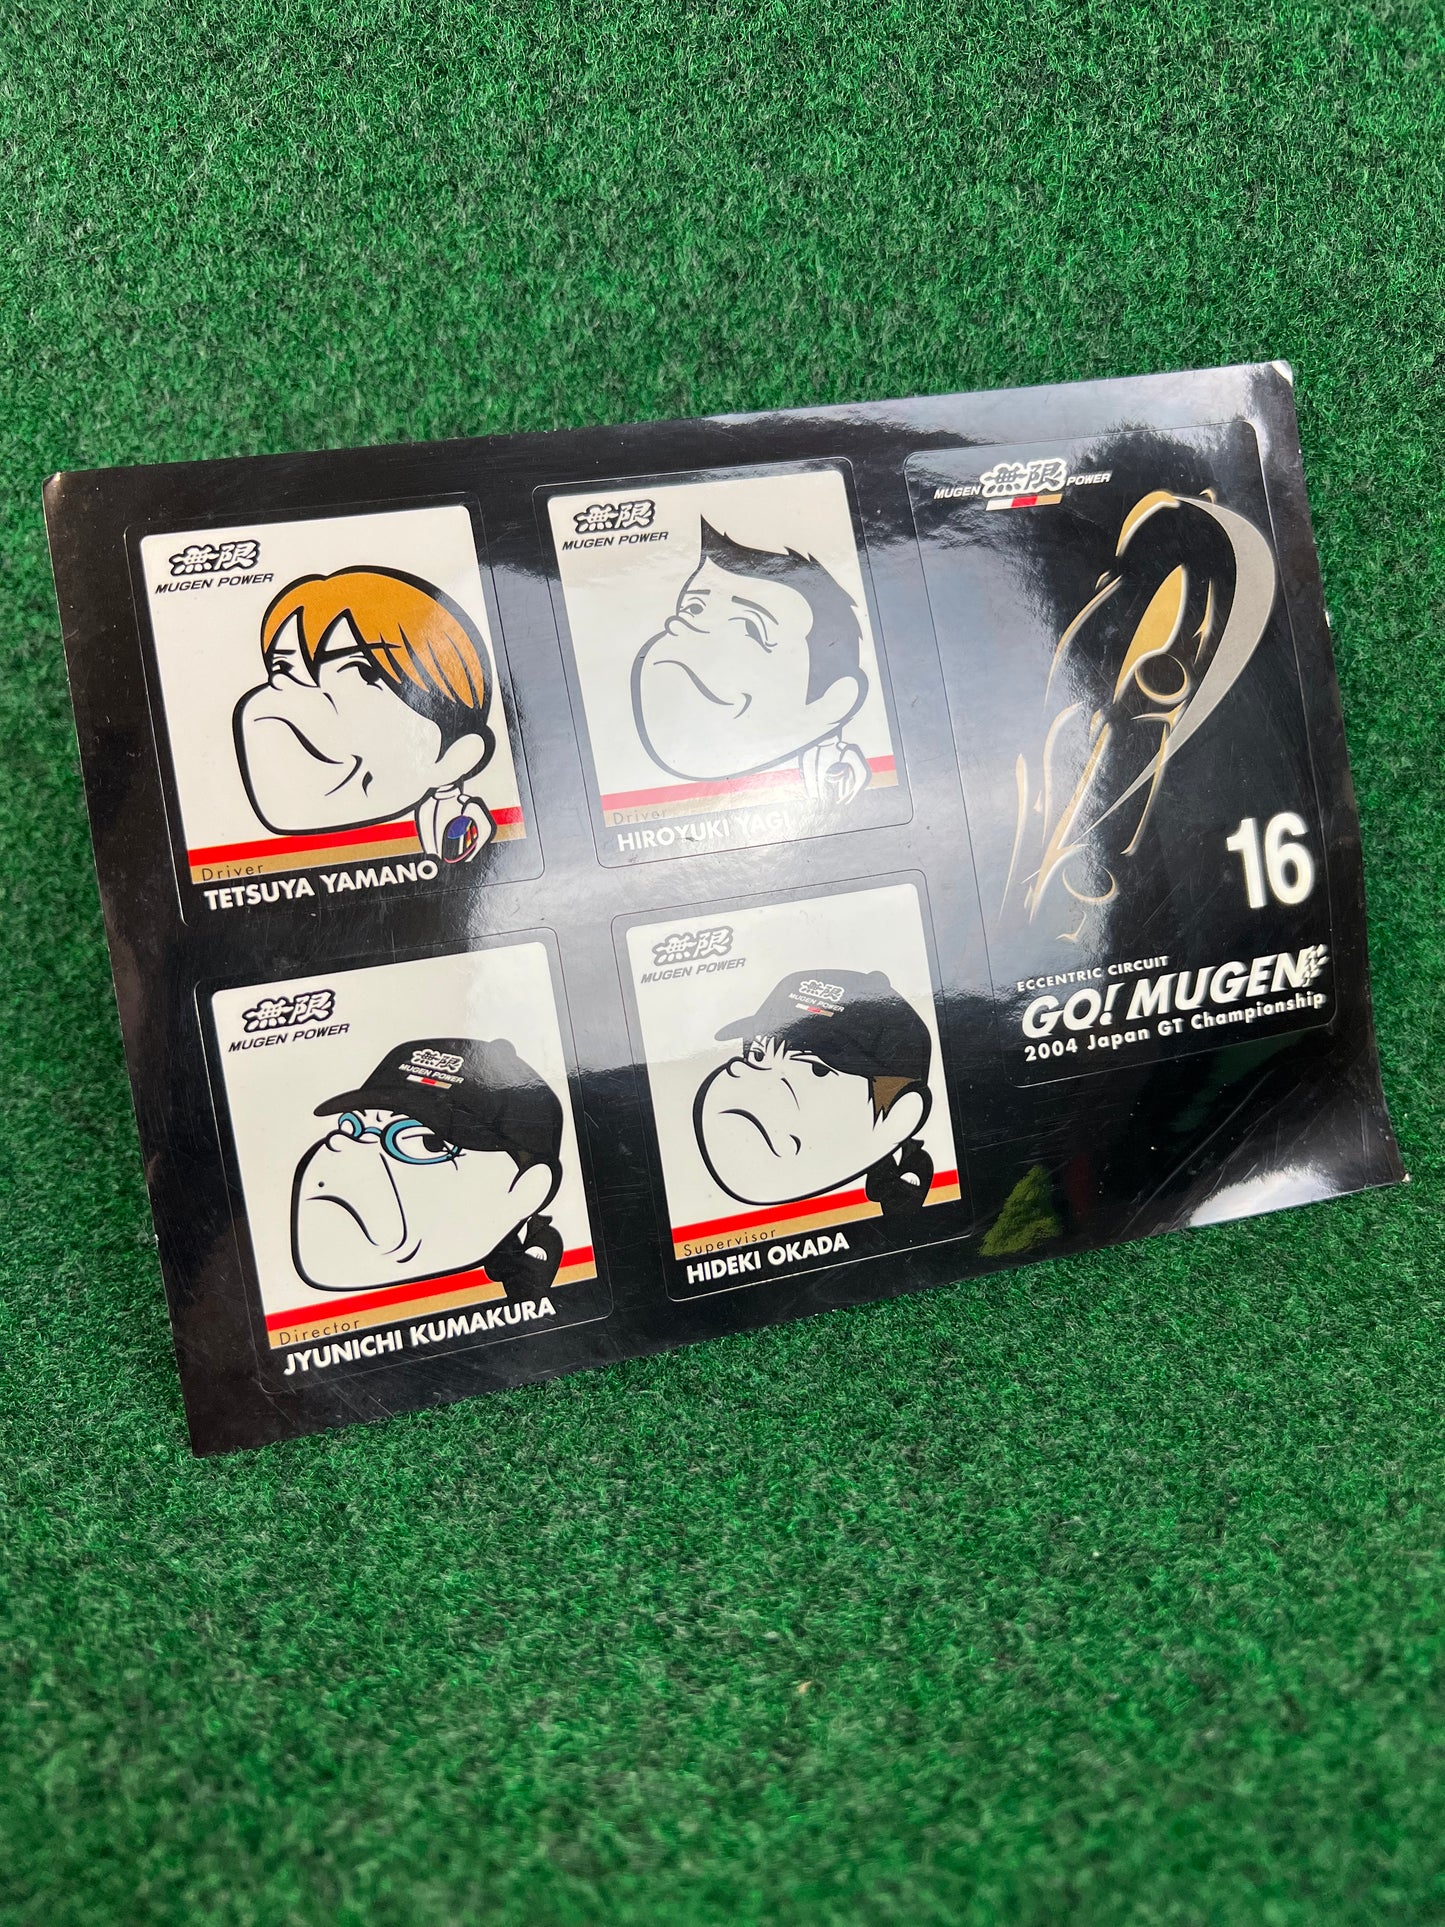 無限
MUGEN POWER
Driver
TETSUYA YAMANO
無限
MUGEN POWER
Driver
HIROYUKI YAGI
MUGEN 無限 POWER
16
ECCENTRIC CIRCUIT
GO! MUGEN
2004 Japan GT Championship
無限
MUGEN POWER
無限
MUGEN POWER
Director
JYUNICHI KUMAKURA
無限
MUGEN POWER
無限
MUGEN POWER
Supervisor
HIDEKI OKADA